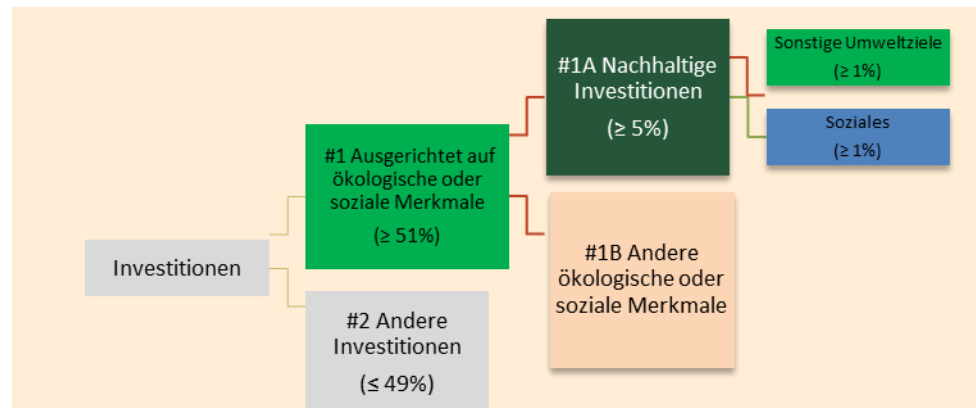 Investitionen
#1 Ausgerichtet auf
ökologische oder
soziale Merkmale
(≥ 51%)
#2 Andere
Investitionen
(≤ 49%)
#1A Nachhaltige
Investitionen
(≥ 5%)
#1B Andere
ökologische oder
soziale Merkmale
Sonstige Umweltziele
(≥ 1%)
Soziales
(≥ 1%)